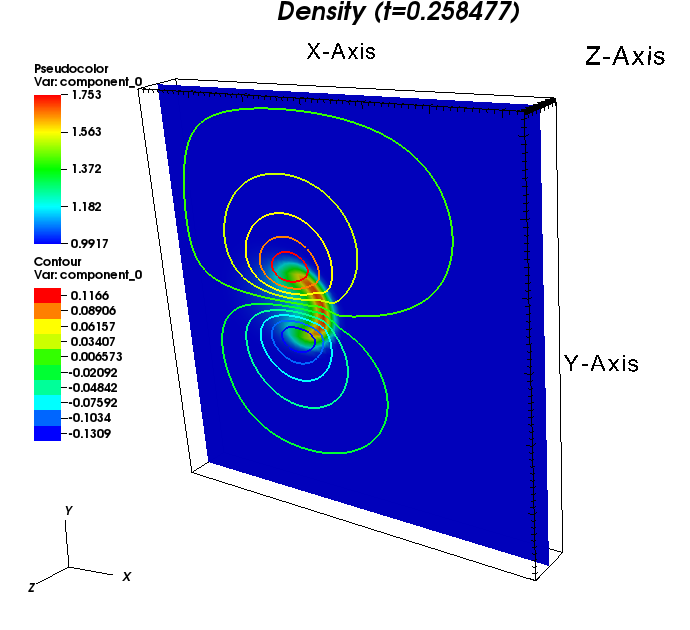 Density (t=0.258477)
X-Axis
Z-Axis
Pseudocolor
Var: component_0
1.753
1.563
1.372
1.182
0.9917
Contour
Var: component_0
0.1166
0.08906
0.06157
0.03407
0.006573
-0.02092
-0.04842
-0.07592
-0.1034
-0.1309
Y-Axis
Y
X
Z